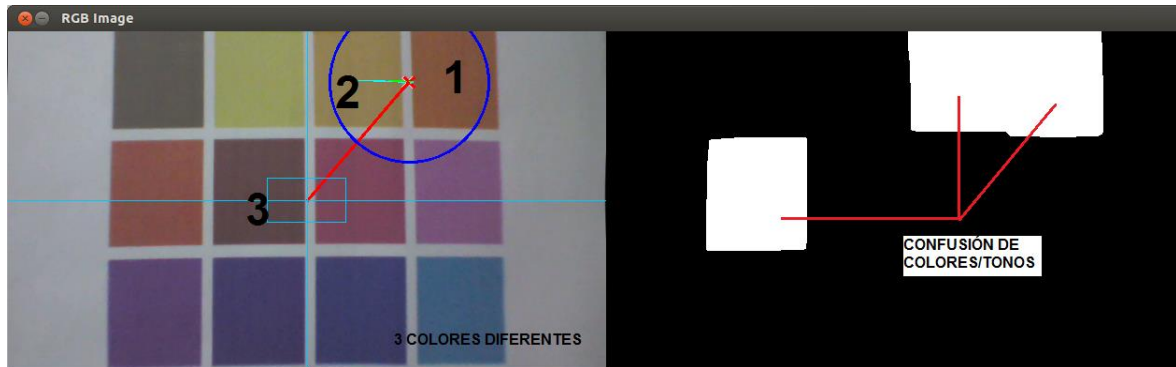 RGB Image
1
2
3
3 COLORES DIFERENTES
CONFUSIÓN DE
COLORES/TONOS